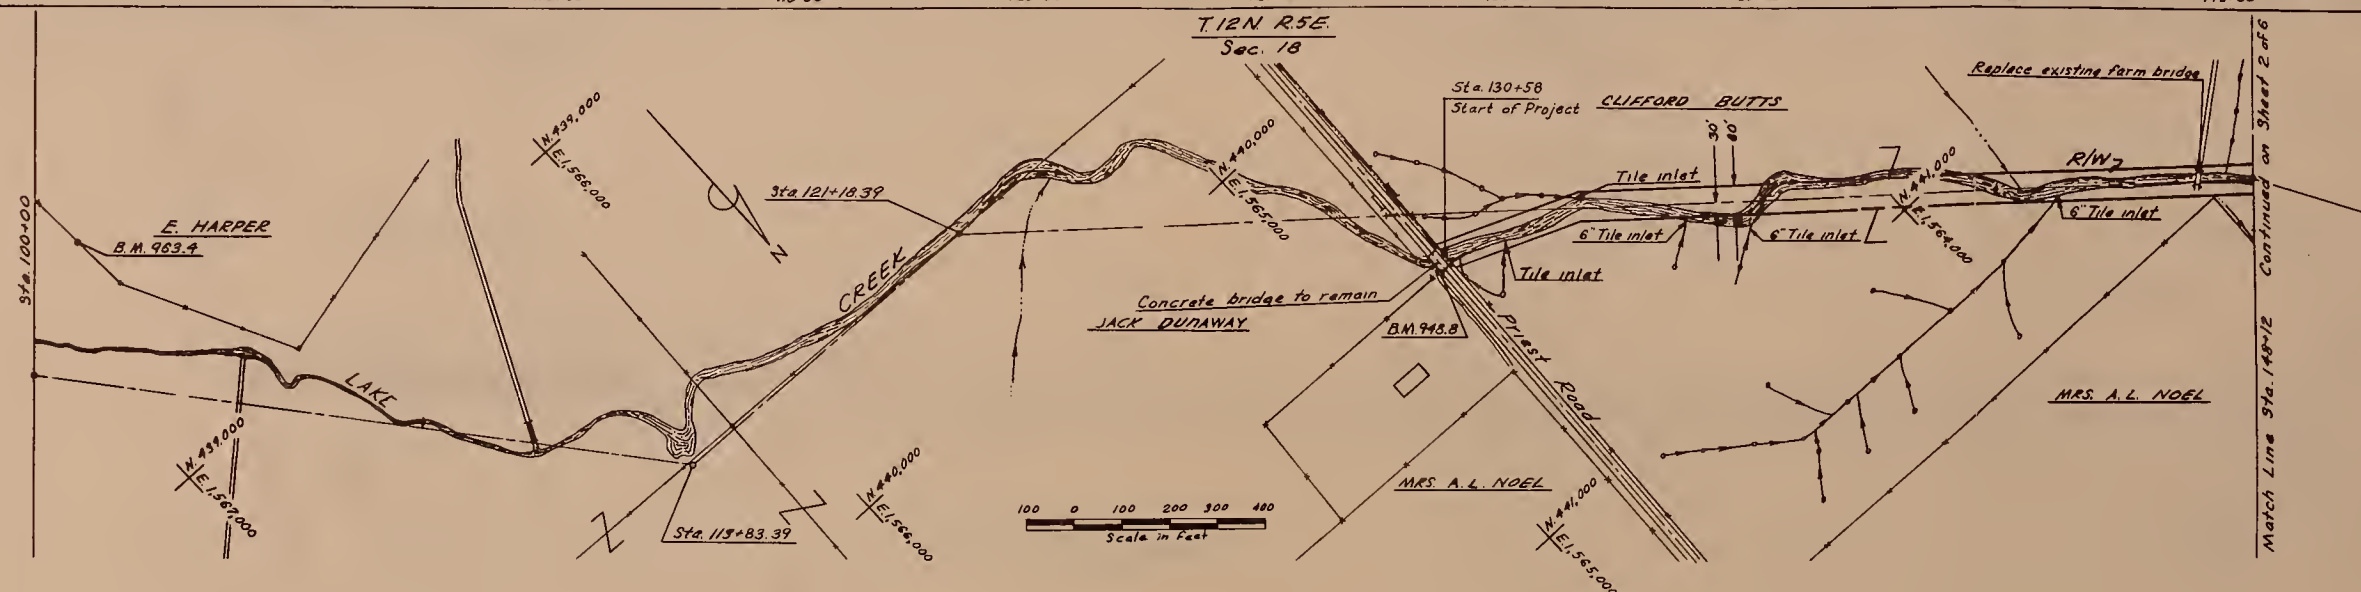 T. 12 N. R. 5 E.
Sec. 18
Sta. 100+00
E. HARPER
B.M. 963.4
N. 439,000
E. 1,566,000
N
Sta. 121+18.39
LAKE
CREEK
N. 439,000
E. 1,567,000
Sta. 113+83.39
N. 440,000
E. 1,566,000
N. 440,000
E. 1,565,000
Sta. 130+58
Start of Project
CLIFFORD BUTTS
30'
80'
Tile inlet
6" Tile inlet
6" Tile inlet
Tile inlet
Concrete bridge to remain
JACK DUNAWAY
B.M. 948.8
Priest Road
MRS. A. L. NOEL
100 0 100 200 300 400
Scale in feet
N. 441,000
E. 1,565,000
N. 441,000
E. 1,564,000
R/W
Replace existing farm bridge
6" Tile inlet
MRS. A. L. NOEL
Match Line Sta. 148+12 Continued on Sheet 2 of 6